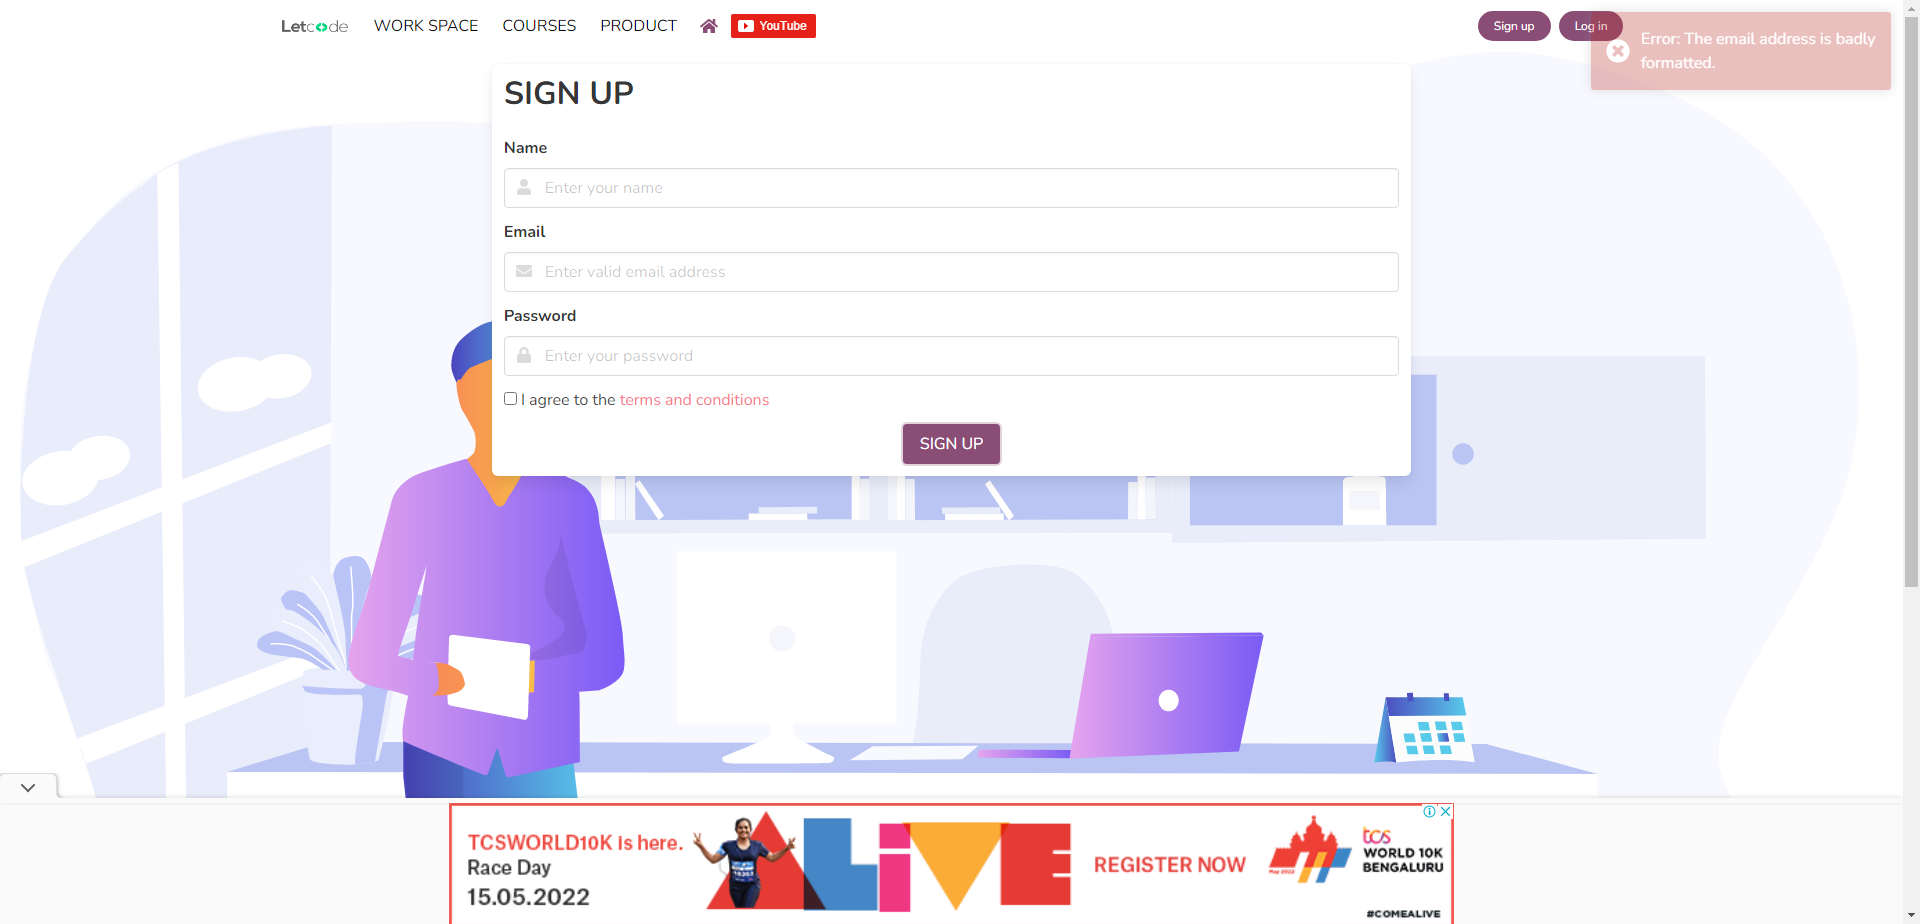 Letcode
WORK SPACE
COURSES
PRODUCT
YouTube
Sign up
Log in
Error: The email address is badly
formatted.
SIGN UP
Name
Enter your name
Email
Enter valid email address
Password
Enter your password
I agree to the terms and conditions
SIGN UP
TCSWORLD10K is here.
Race Day
15.05.2022
ALIVE
REGISTER NOW
May 2022
tcs
WORLD 10K
BENGALURU
#COMEALIVE